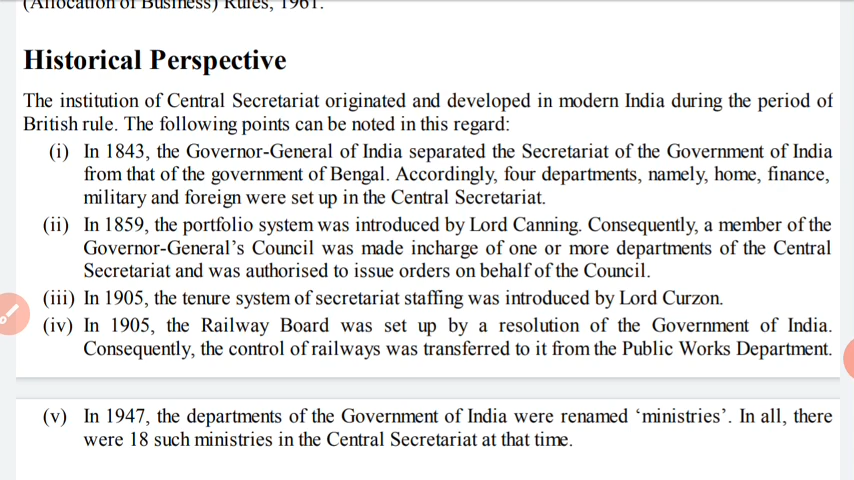 (Allocation of Business) Rules, 1961.
Historical Perspective
The institution of Central Secretariat originated and developed in modern India during the period of
British rule. The following points can be noted in this regard:
(i) In 1843, the Governor-General of India separated the Secretariat of the Government of India
from that of the government of Bengal. Accordingly, four departments, namely, home, finance,
military and foreign were set up in the Central Secretariat.
(ii) In 1859, the portfolio system was introduced by Lord Canning. Consequently, a member of the
Governor-General’s Council was made incharge of one or more departments of the Central
Secretariat and was authorised to issue orders on behalf of the Council.
(iii) In 1905, the tenure system of secretariat staffing was introduced by Lord Curzon.
(iv) In 1905, the Railway Board was set up by a resolution of the Government of India.
Consequently, the control of railways was transferred to it from the Public Works Department.
(v) In 1947, the departments of the Government of India were renamed ‘ministries’. In all, there
were 18 such ministries in the Central Secretariat at that time.